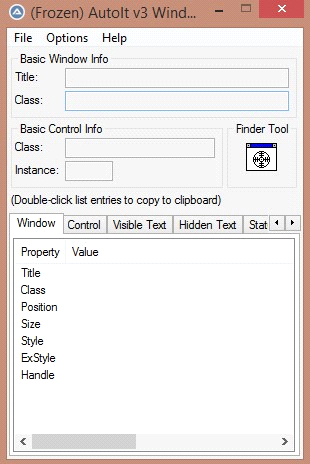 (Frozen) AutoIt v3 Wind...
File Options Help
Basic Window Info
Title:
Class:
Basic Control Info
Finder Tool
Class:
Instance:
(Double-click list entries to copy to clipboard)
Window Control Visible Text Hidden Text Stat
Property Value
Title
Class
Position
Size
Style
ExStyle
Handle